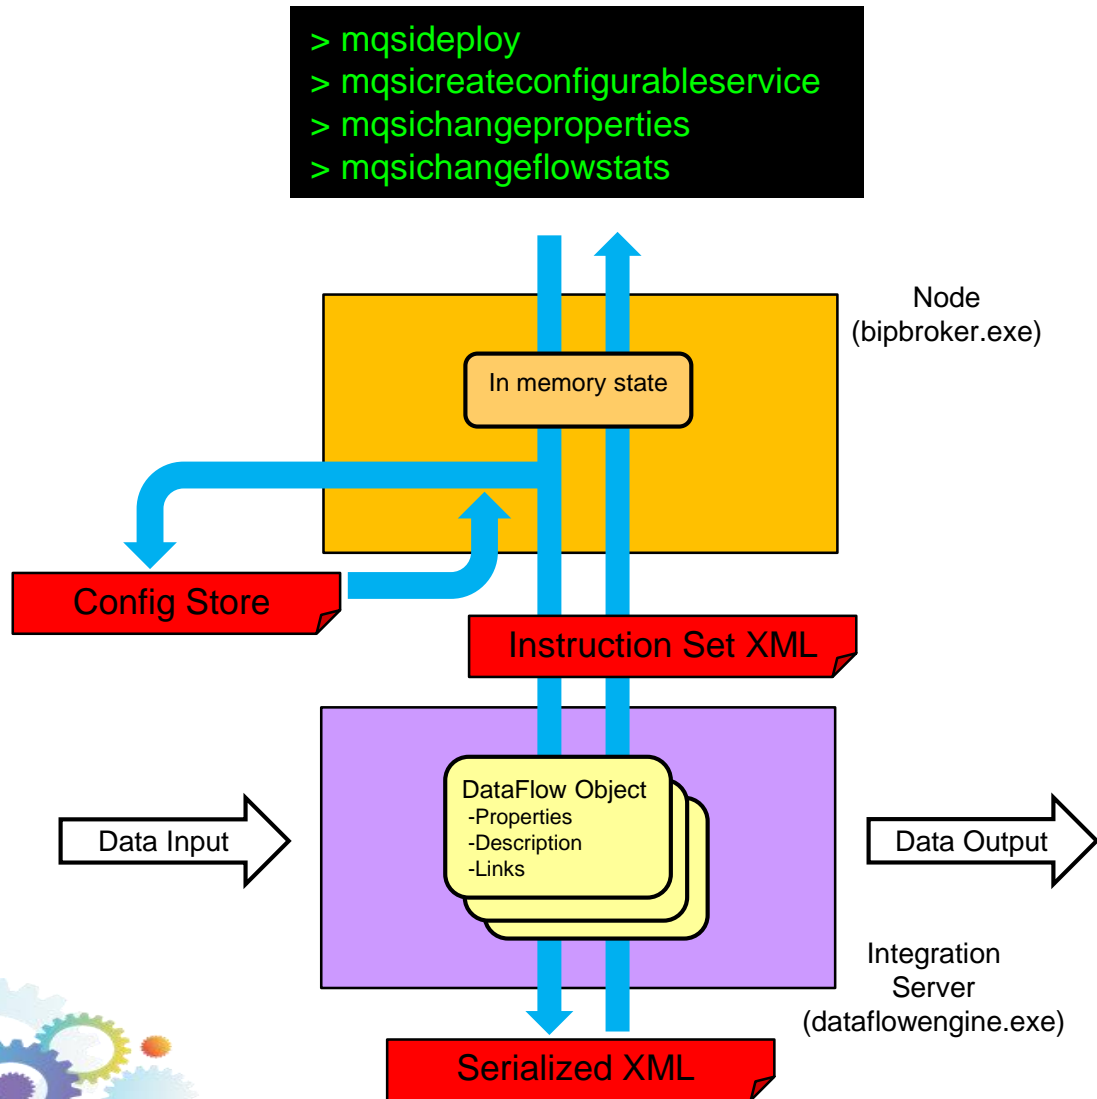 > mqsideploy
> mqsicreateconfigurableservice
> mqsichangeproperties
> mqsichangeflowstats
Node
(bipbroker.exe)
In memory state
Config Store
Instruction Set XML
DataFlow Object
-Properties
-Description
-Links
Data Input
Data Output
Integration
Server
(dataflowengine.exe)
Serialized XML